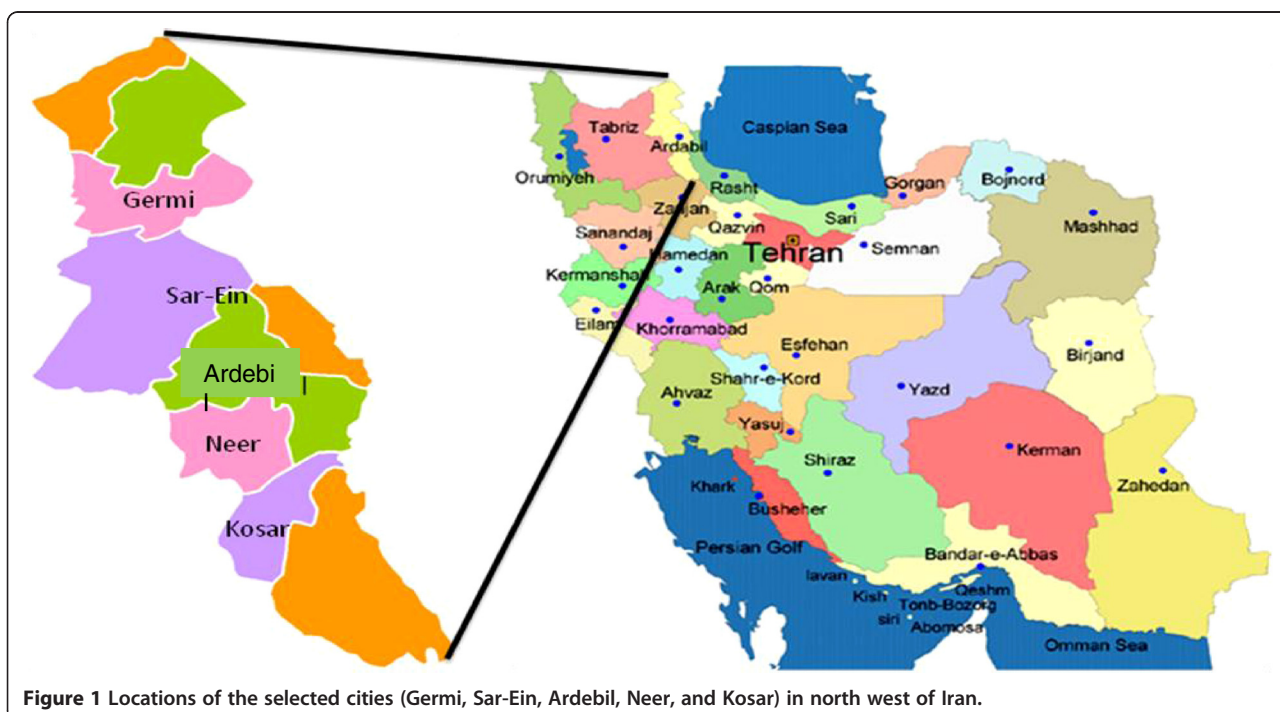 Germi
Sar-Ein
Ardebi
l
Neer
Kosar
Caspian Sea
Tabriz
Ardabil
Orumiyeh
Rasht
Gorgan
Bojnord
Zanjan
Sari
Mashhad
Qazvin
Sanandaj
Tehran
Semnan
Hamedan
Kermanshah
Arak
Qom
Eilam
Khorramabad
Esfehan
Birjand
Shahr-e-Kord
Ahvaz
Yazd
Yasuj
Kerman
Shiraz
Zahedan
Khark
Busheher
Persian Golf
Bandar-e-Abbas
lavan
Kish
Qeshm
Tonb-Bozorg
siri
Abomosa
Omman Sea
Figure 1 Locations of the selected cities (Germi, Sar-Ein, Ardebil, Neer, and Kosar) in north west of Iran.